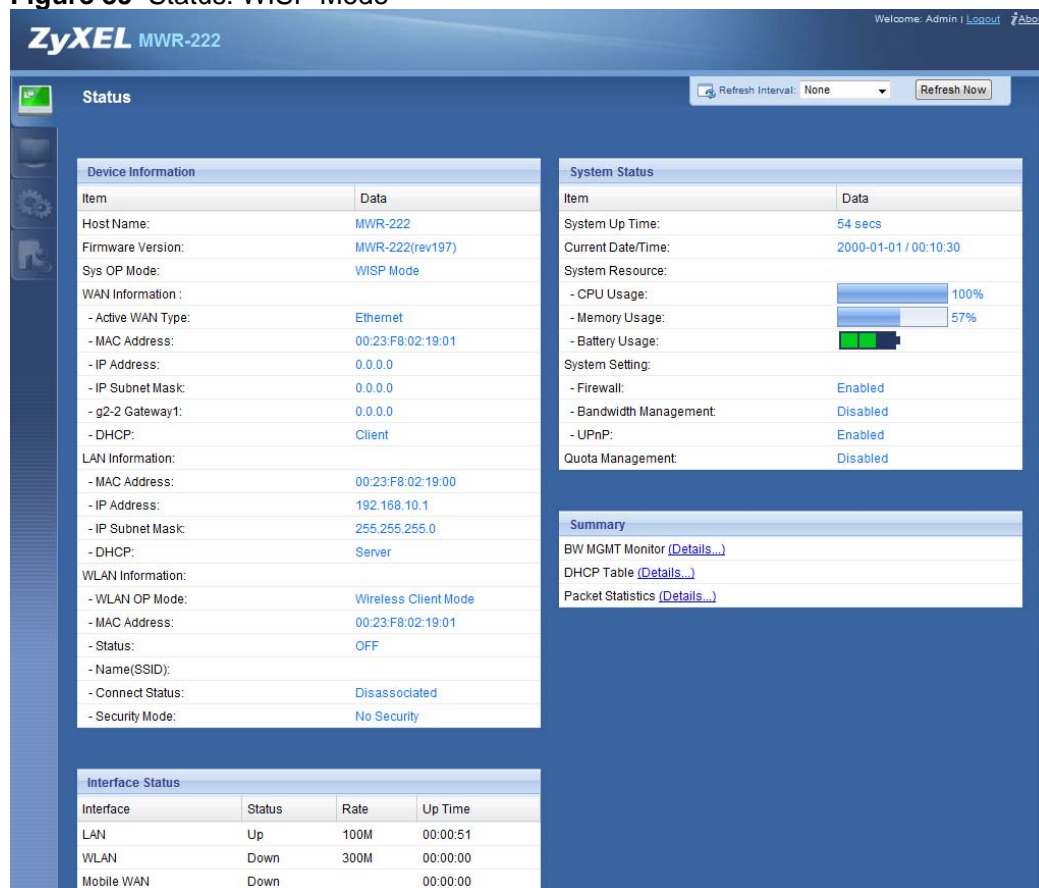 Figure 39 Status: WISP Mode
ZyXEL MWR-222
Welcome: Admin | Logout
Status
Refresh Interval: None
Refresh Now
Device Information
Item Data
Host Name: MWR-222
Firmware Version: MWR-222(rev197)
Sys OP Mode: WISP Mode
WAN Information :
- Active WAN Type: Ethernet
- MAC Address: 00:23:F8:02:19:01
- IP Address: 0.0.0.0
- IP Subnet Mask: 0.0.0.0
- g2-2 Gateway1: 0.0.0.0
- DHCP: Client
LAN Information:
- MAC Address: 00:23:F8:02:19:00
- IP Address: 192.168.10.1
- IP Subnet Mask: 255.255.255.0
- DHCP: Server
WLAN Information:
- WLAN OP Mode: Wireless Client Mode
- MAC Address: 00:23:F8:02:19:01
- Status: OFF
- Name(SSID):
- Connect Status: Disassociated
- Security Mode: No Security
System Status
Item Data
System Up Time: 54 secs
Current Date/Time: 2000-01-01 / 00:10:30
System Resource:
- CPU Usage: 100%
- Memory Usage: 57%
- Battery Usage:
System Setting:
- Firewall: Enabled
- Bandwidth Management: Disabled
- UPnP: Enabled
Quota Management: Disabled
Summary
BW MGMT Monitor (Details...)
DHCP Table (Details...)
Packet Statistics (Details...)
Interface Status
Interface Status Rate Up Time
LAN Up 100M 00:00:51
WLAN Down 300M 00:00:00
Mobile WAN Down 00:00:00